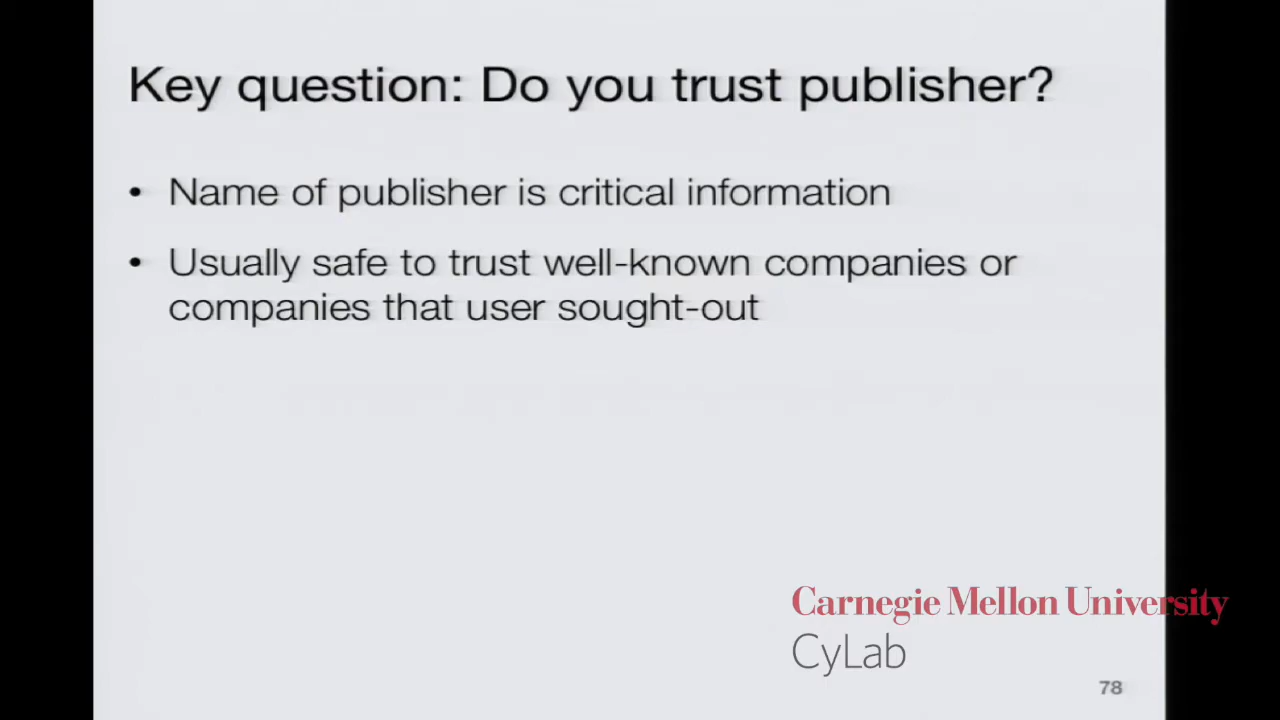 Key question: Do you trust publisher?
• Name of publisher is critical information
• Usually safe to trust well-known companies or
companies that user sought-out
Carnegie Mellon University
CyLab
78